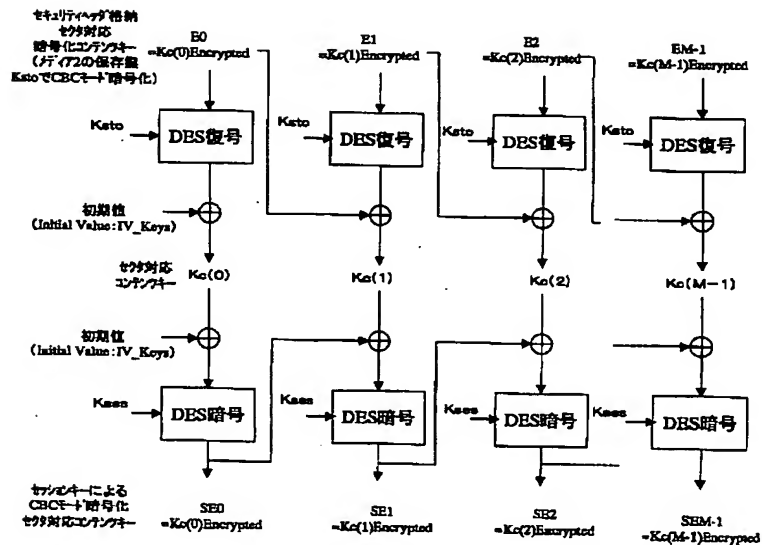 セキュリティヘッダ格納
セクタ対応
暗号化コンテンツキー
(メディア2の保存鍵
KstoでCBCモード暗号化)
E0
=Kc(0)Encrypted
E1
=Kc(1)Encrypted
E2
=Kc(2)Encrypted
EM-1
=Kc(M-1)Encrypted
Ksto
DES復号
Ksto
DES復号
Ksto
DES復号
Ksto
DES復号
初期値
(Initial Value:IV_Keys)
セクタ対応
コンテンツキー
Kc(0)
Kc(1)
Kc(2)
Kc(M-1)
初期値
(Initial Value:IV_Keys)
Kses
DES暗号
Kses
DES暗号
Kses
DES暗号
Kses
DES暗号
セッションキーによる
CBCモード暗号化
セクタ対応コンテンツキー
SE0
=Kc(0)Encrypted
SE1
=Kc(1)Encrypted
SE2
=Kc(2)Encrypted
SEM-1
=Kc(M-1)Encrypted